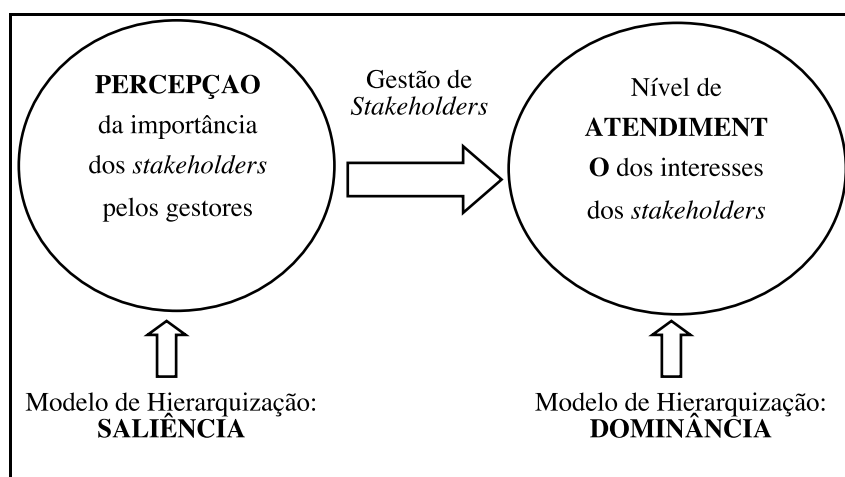 PERCEPÇAO
da importância
dos stakeholders
pelos gestores
Gestão de
Stakeholders
Nível de
ATENDIMENT
O dos interesses
dos stakeholders
Modelo de Hierarquização:
SALIÊNCIA
Modelo de Hierarquização:
DOMINÂNCIA